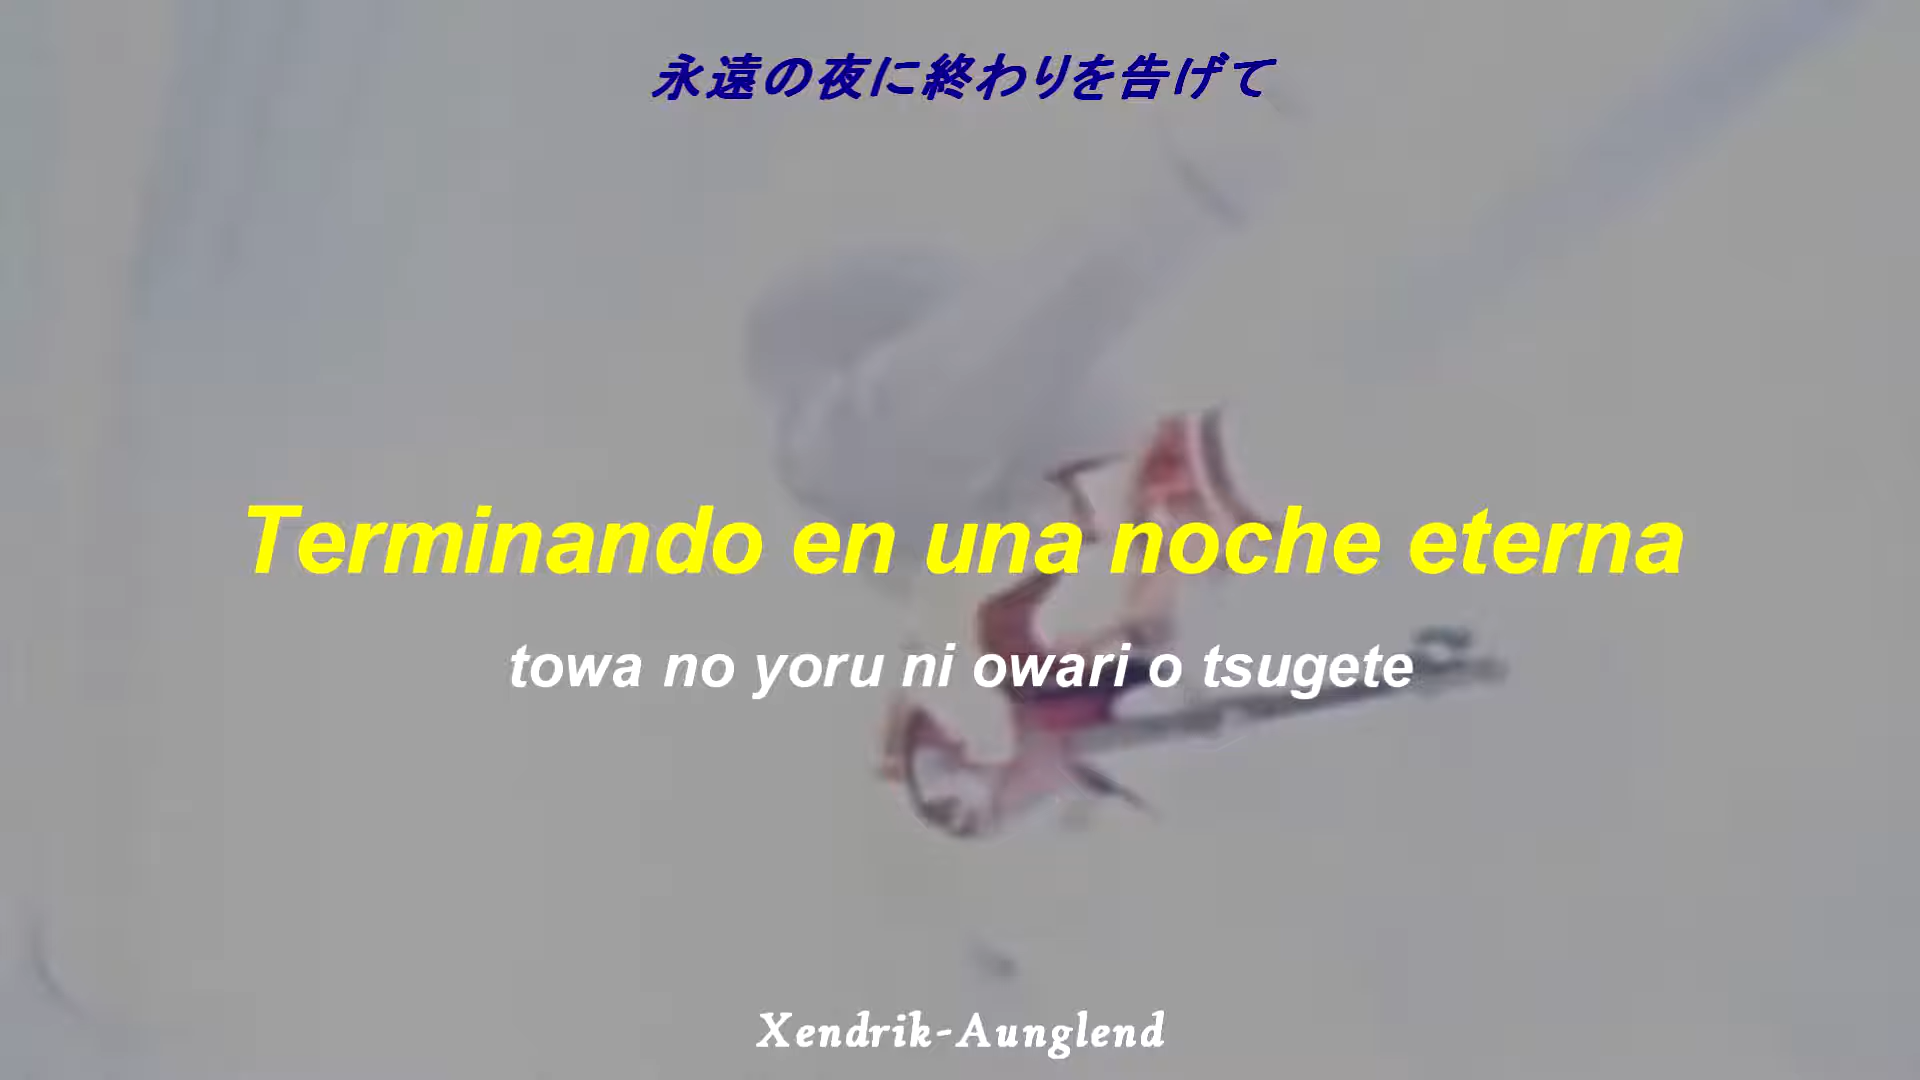 永遠の夜に終わりを告げて
Terminando en una noche eterna
towa no yoru ni owari o tsugete
Xendrik-Aunglend